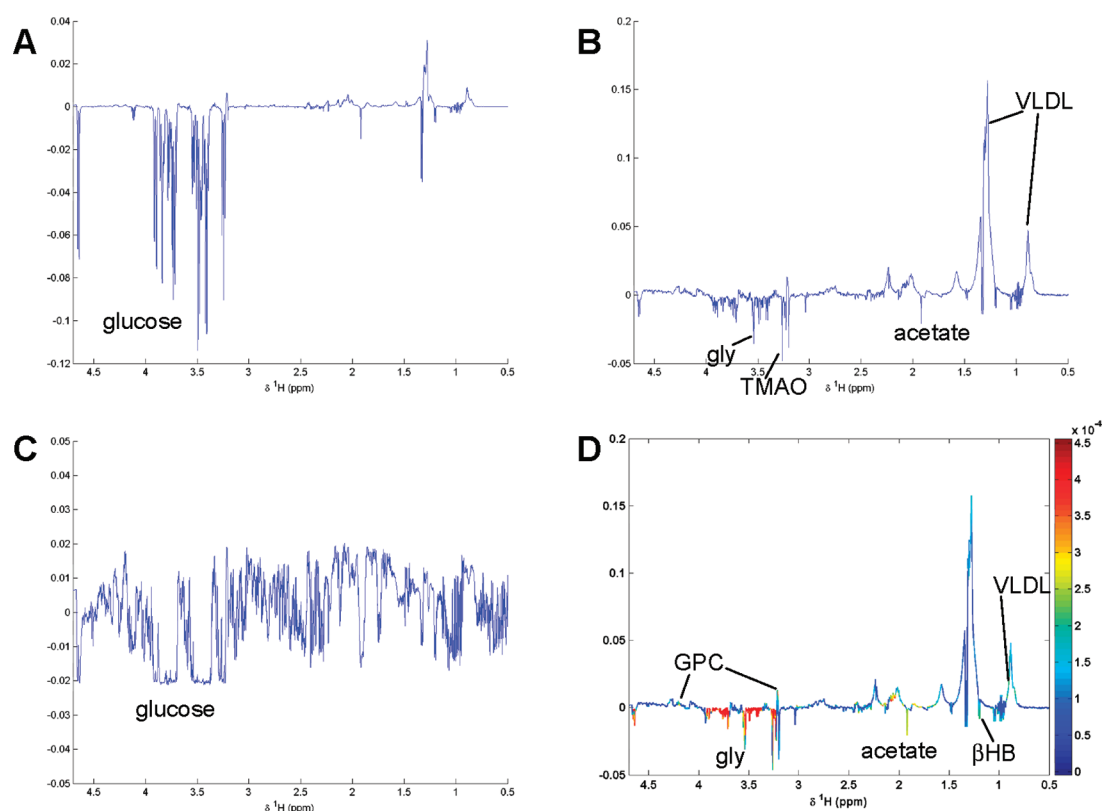 A
0.04
0.02
0
-0.02
-0.04
-0.06
-0.08
-0.1
-0.12
glucose
4.5 4 3.5 3 2.5 2 1.5 1 0.5
δ ¹H (ppm)
B
0.2
0.15
0.1
0.05
0
-0.05
VLDL
gly
TMAO
acetate
4.5 4 3.5 3 2.5 2 1.5 1 0.5
δ ¹H (ppm)
C
0.05
0.04
0.03
0.02
0.01
0
-0.01
-0.02
-0.03
-0.04
-0.05
glucose
4.5 4 3.5 3 2.5 2 1.5 1 0.5
δ ¹H (ppm)
D
0.2
0.15
0.1
0.05
0
-0.05
GPC
gly
acetate
βHB
VLDL
4.5 4 3.5 3 2.5 2 1.5 1 0.5
δ ¹H (ppm)
x 10⁻⁴
4.5
4
3.5
3
2.5
2
1.5
1
0.5
0